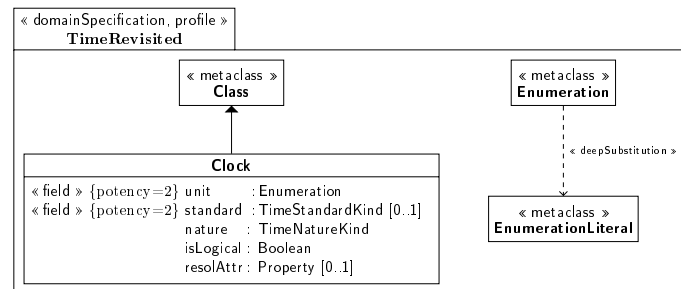 « domainSpecification, profile »
TimeRevisited
« metaclass »
Class
« metaclass »
Enumeration
« deepSubstitution »
« metaclass »
EnumerationLiteral
Clock
« field » {potency=2} unit : Enumeration
« field » {potency=2} standard : TimeStandardKind [0..1]
nature : TimeNatureKind
isLogical : Boolean
resolAttr : Property [0..1]